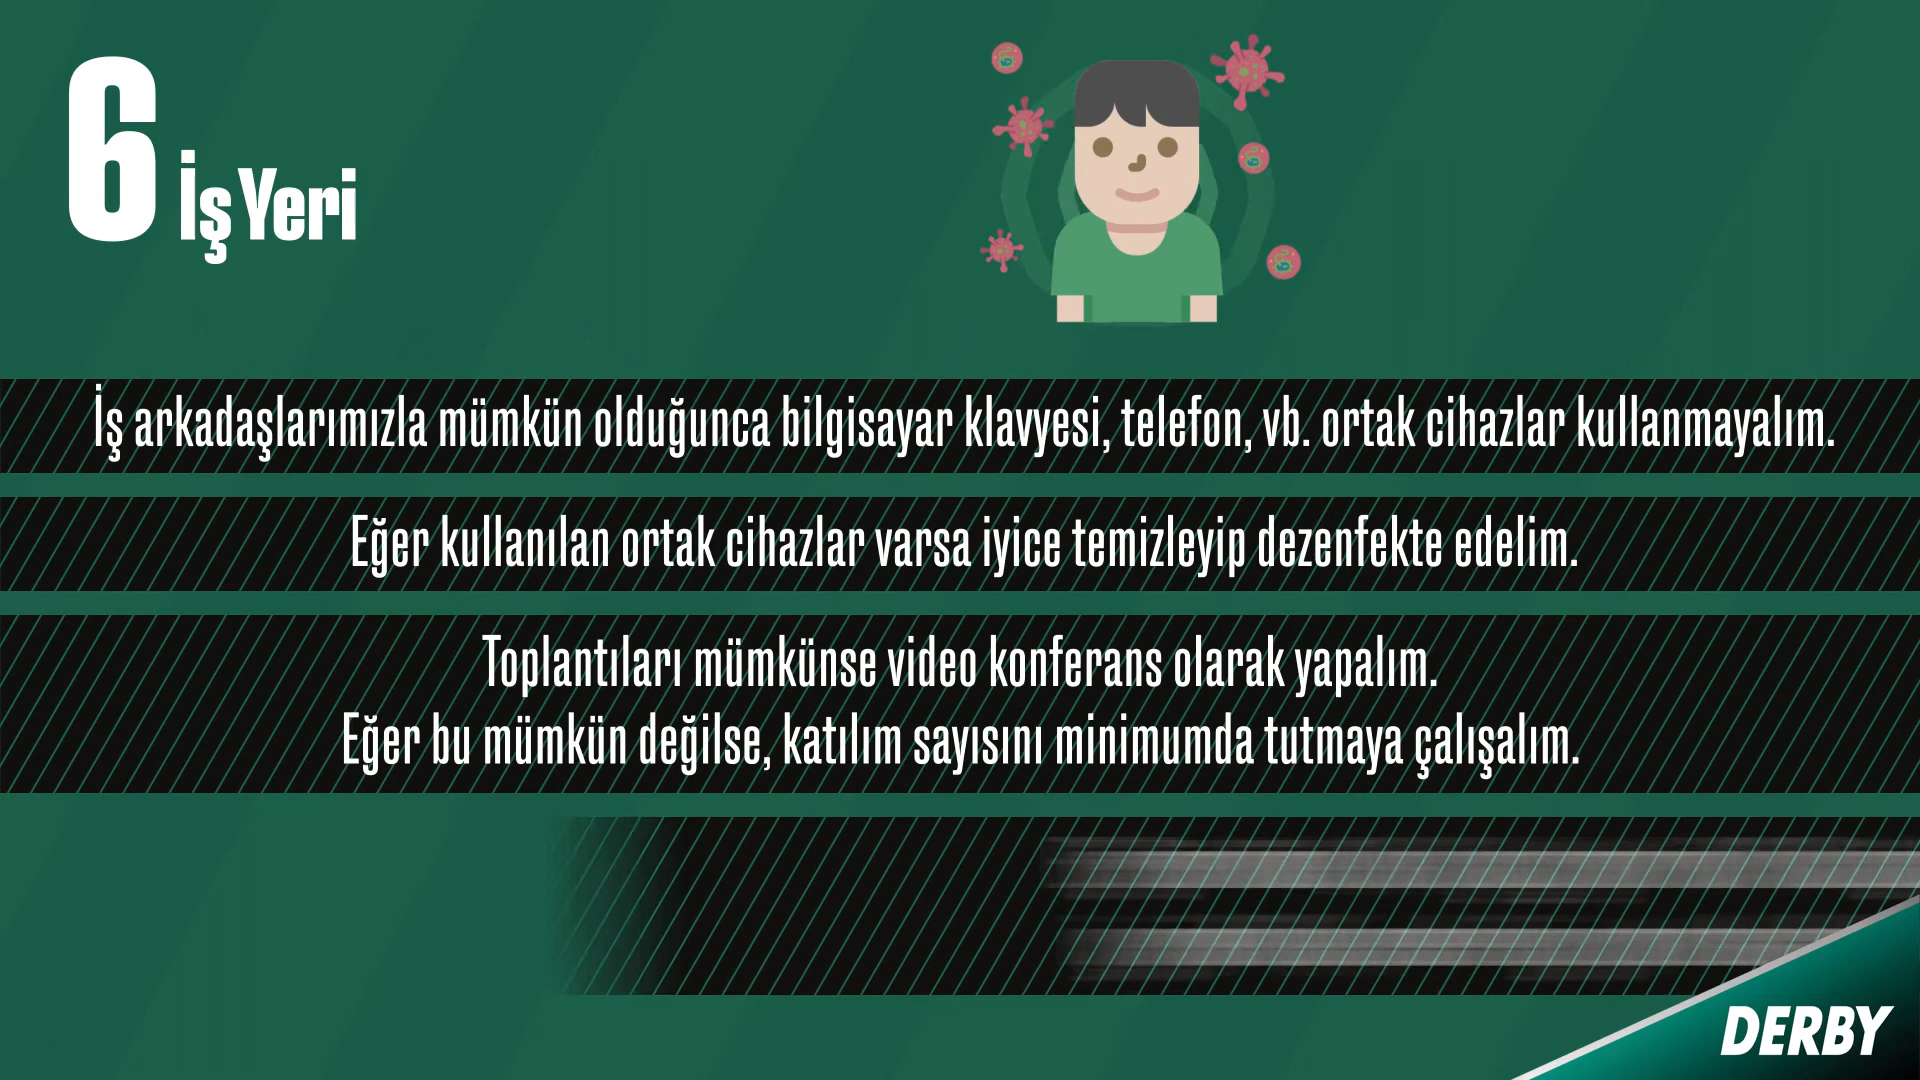 6 İş Yeri
İş arkadaşlarımızla mümkün olduğunca bilgisayar klavyesi, telefon, vb. ortak cihazlar kullanmayalım.
Eğer kullanılan ortak cihazlar varsa iyice temizleyip dezenfekte edelim.
Toplantıları mümkünse video konferans olarak yapalım.
Eğer bu mümkün değilse, katılım sayısını minimumda tutmaya çalışalım.
DERBY